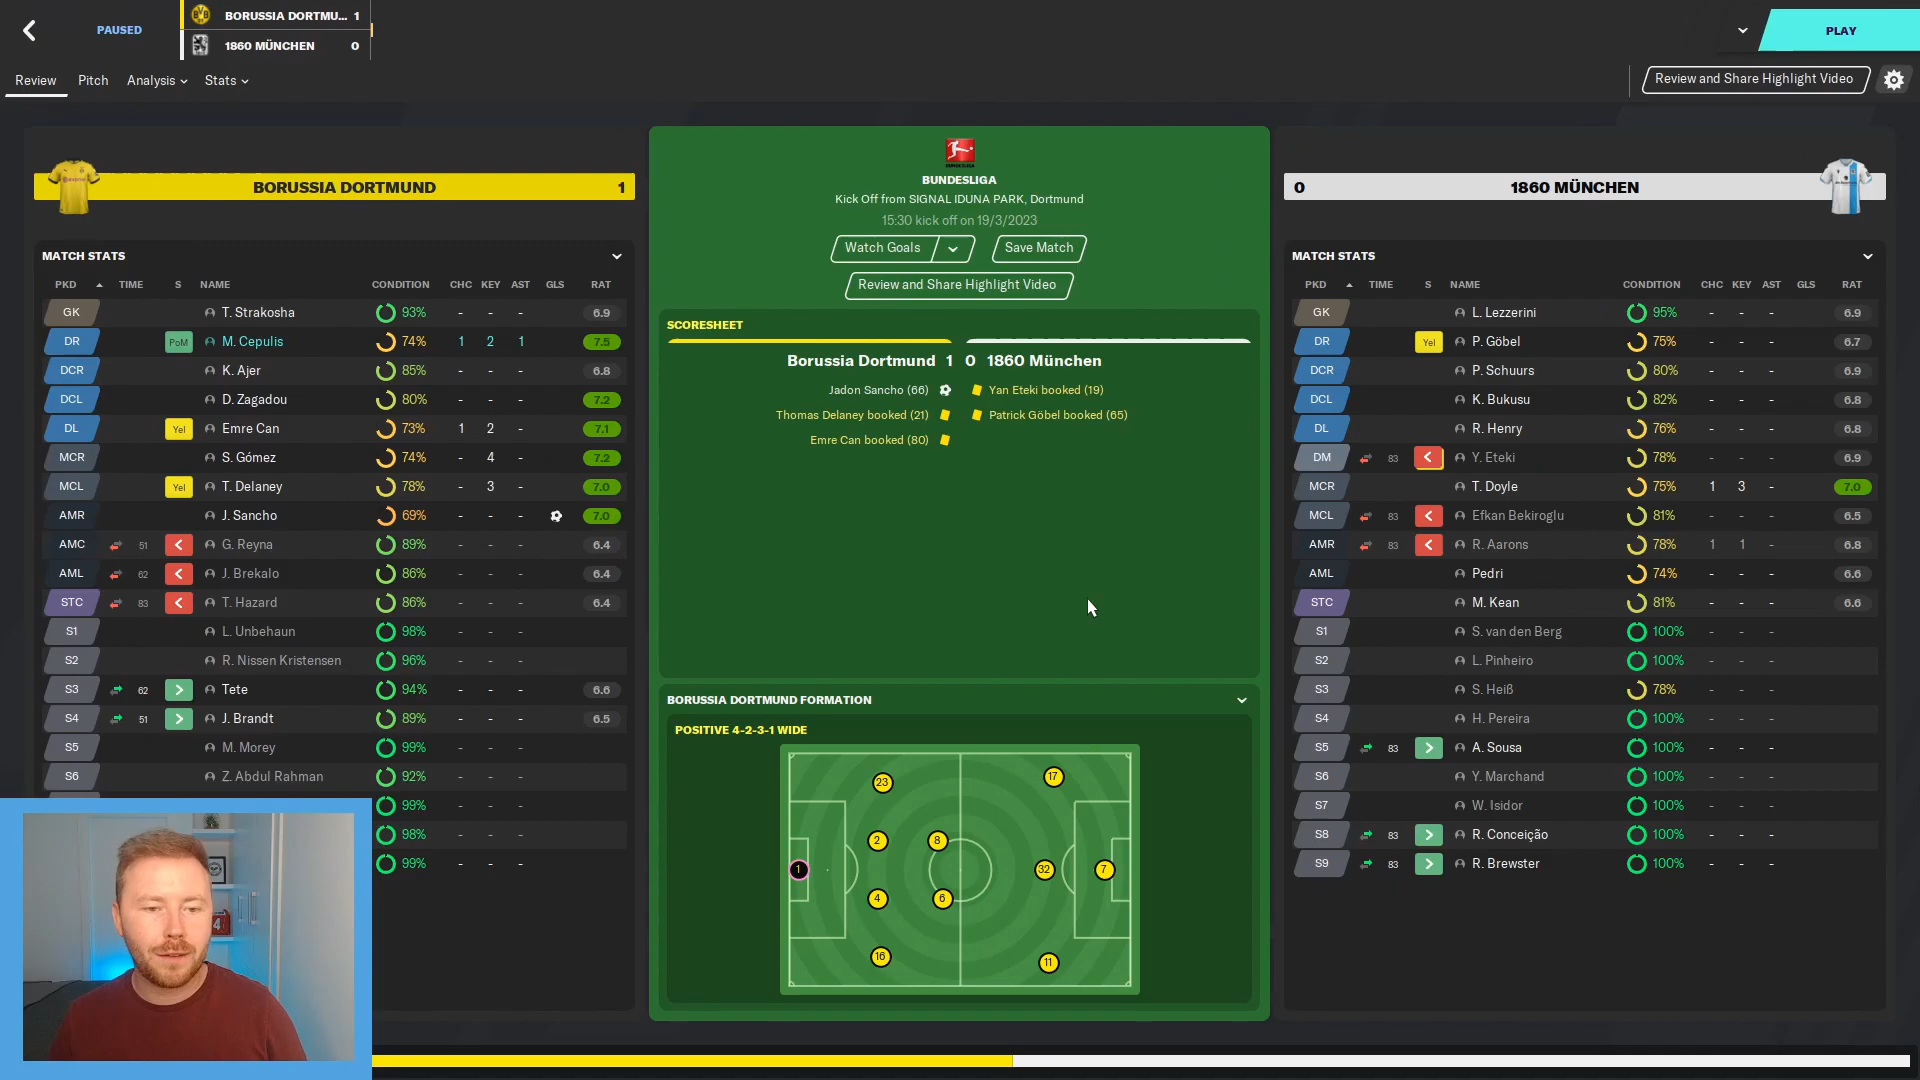 PAUSED
BORUSSIA DORTMU... 1
1860 MÜNCHEN 0
PLAY
Review Pitch Analysis Stats
Review and Share Highlight Video
BORUSSIA DORTMUND 1
MATCH STATS
PKD TIME S NAME CONDITION CHC KEY AST GLS RAT
GK T. Strakosha 93% - - - 6.9
DR PoM M. Cepulis 74% 1 2 1 7.5
DCR K. Ajer 85% - - - 6.8
DCL D. Zagadou 80% - - - 7.2
DL Yel Emre Can 73% 1 2 - 7.1
MCR S. Gómez 74% - 4 - 7.2
MCL Yel T. Delaney 78% - 3 - 7.0
AMR J. Sancho 69% - - - 7.0
AMC 51 < G. Reyna 89% - - - 6.4
AML 62 < J. Brekalo 86% - - - 6.4
STC 83 < T. Hazard 86% - - - 6.4
S1 L. Unbehaun 98% - - -
S2 R. Nissen Kristensen 96% - - -
S3 62 > Tete 94% - - - 6.6
S4 51 > J. Brandt 89% - - - 6.5
S5 M. Morey 99% - - -
S6 Z. Abdul Rahman 92% - - -
99% - - -
98% - - -
99% - - -
BUNDESLIGA
Kick Off from SIGNAL IDUNA PARK, Dortmund
15:30 kick off on 19/3/2023
Watch Goals Save Match
Review and Share Highlight Video
SCORESHEET
Borussia Dortmund 1 0 1860 München
Jadon Sancho (66) Yan Eteki booked (19)
Thomas Delaney booked (21) Patrick Göbel booked (65)
Emre Can booked (80)
BORUSSIA DORTMUND FORMATION
POSITIVE 4-2-3-1 WIDE
23 17
2 8
1 32 7
4 6
16 11
0 1860 MÜNCHEN
MATCH STATS
PKD TIME S NAME CONDITION CHC KEY AST GLS RAT
GK L. Lezzerini 95% - - - 6.9
DR Yel P. Göbel 75% - - - 6.7
DCR P. Schuurs 80% - - - 6.9
DCL K. Bukusu 82% - - - 6.8
DL R. Henry 76% - - - 6.8
DM 83 < Y. Eteki 78% - - - 6.9
MCR T. Doyle 75% 1 3 - 7.0
MCL 83 < Efkan Bekiroglu 81% - - - 6.5
AMR 83 < R. Aarons 78% 1 1 - 6.8
AML Pedri 74% - - - 6.6
STC M. Kean 81% - - - 6.6
S1 S. van den Berg 100% - - -
S2 L. Pinheiro 100% - - -
S3 S. Heiß 78% - - -
S4 H. Pereira 100% - - -
S5 83 > A. Sousa 100% - - -
S6 Y. Marchand 100% - - -
S7 W. Isidor 100% - - -
S8 83 > R. Conceição 100% - - -
S9 83 > R. Brewster 100% - - -